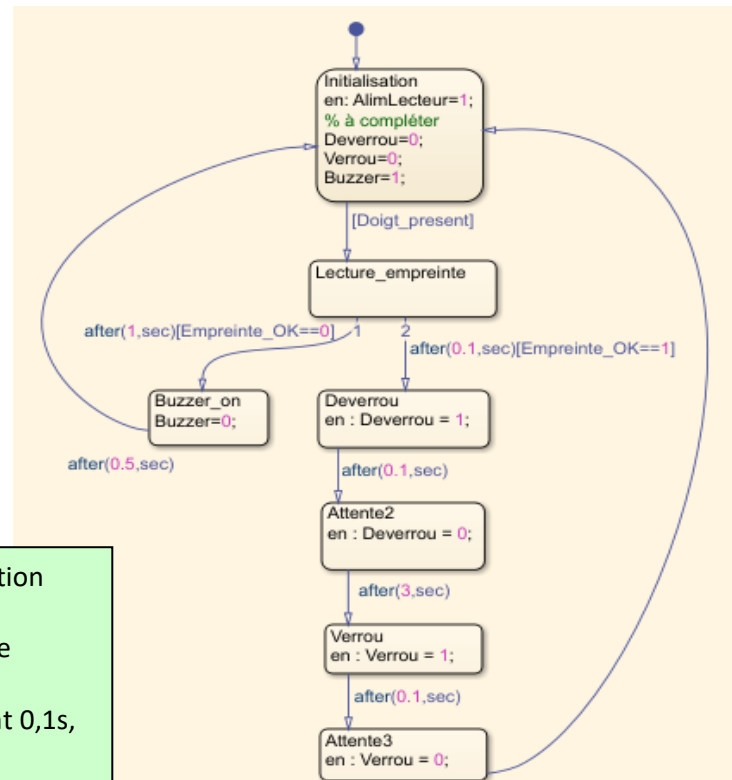 Initialisation
en: AlimLecteur=1;
% à compléter
Deverrou=0;
Verrou=0;
Buzzer=1;
[Doigt_present]
Lecture_empreinte
after(1,sec)[Empreinte_OK==0]
1
2
after(0.1,sec)[Empreinte_OK==1]
Buzzer_on
Buzzer=0;
after(0.5,sec)
Deverrou
en : Deverrou = 1;
after(0.1,sec)
Attente2
en : Deverrou = 0;
after(3,sec)
Verrou
en : Verrou = 1;
after(0.1,sec)
Attente3
en : Verrou = 0;
tion
e
t 0,1s,